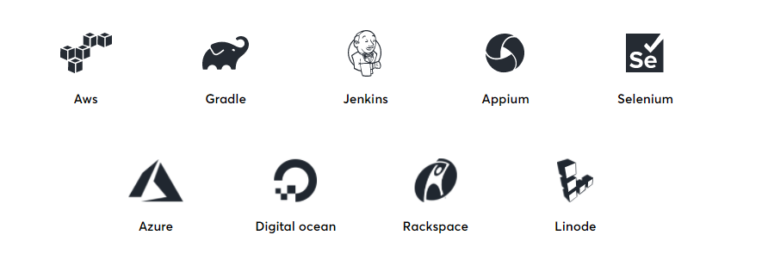 Se
Aws
Gradle
Jenkins
Appium
Selenium
Azure
Digital ocean
Rackspace
Linode